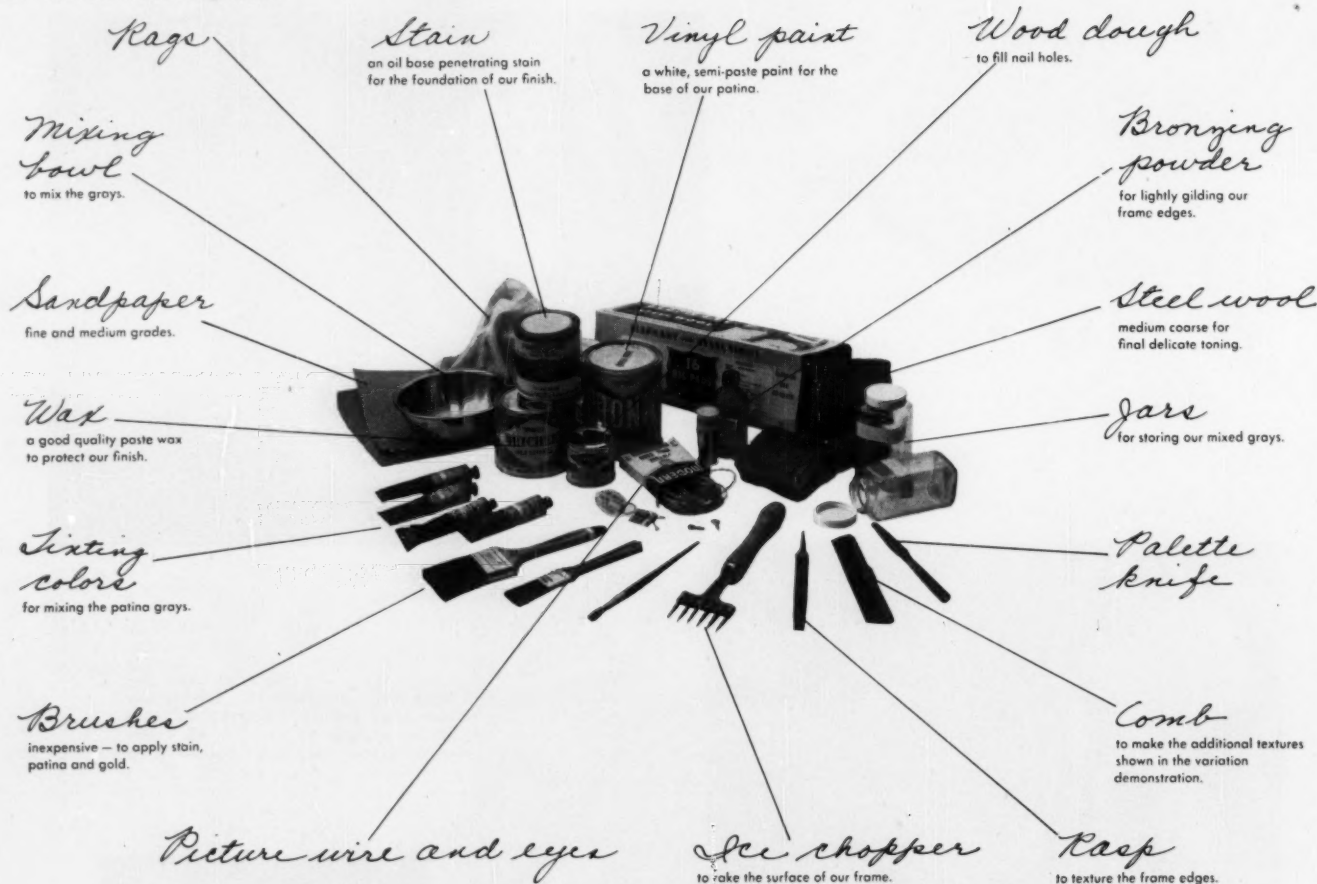 Rags
Stain
an oil base penetrating stain
for the foundation of our finish.
Vinyl paint
a white, semi-paste paint for the
base of our patina.
Wood dough
to fill nail holes.
Mixing
bowl
to mix the grays.
Bronzing
powder
for lightly gilding our
frame edges.
Sandpaper
fine and medium grades.
Steel wool
medium coarse for
final delicate toning.
Wax
a good quality paste wax
to protect our finish.
Jars
for storing our mixed grays.
Tinting
colors
for mixing the patina grays.
Palette
knife
Brushes
inexpensive — to apply stain,
patina and gold.
Comb
to make the additional textures
shown in the variation
demonstration.
Picture wire and eyes
Ice chopper
to rake the surface of our frame.
Rasp
to texture the frame edges.
16